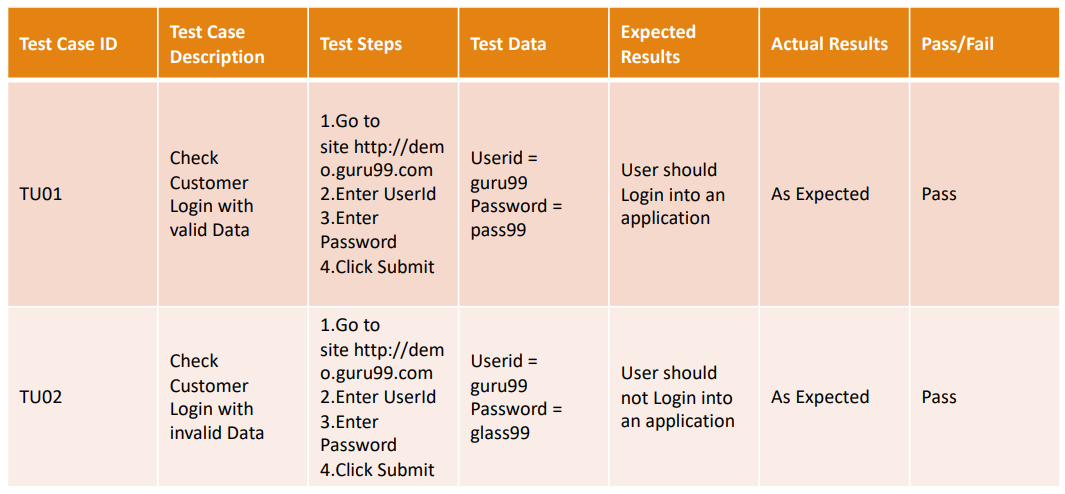 Test Case ID
Test Case
Description
Test Steps
Test Data
Expected
Results
Actual Results
Pass/Fail
TU01
Check
Customer
Login with
valid Data
1.Go to
site http://dem
o.guru99.com
2.Enter UserId
3.Enter
Password
4.Click Submit
Userid =
guru99
Password =
pass99
User should
Login into an
application
As Expected
Pass
TU02
Check
Customer
Login with
invalid Data
1.Go to
site http://dem
o.guru99.com
2.Enter UserId
3.Enter
Password
4.Click Submit
Userid =
guru99
Password =
glass99
User should
not Login into
an application
As Expected
Pass